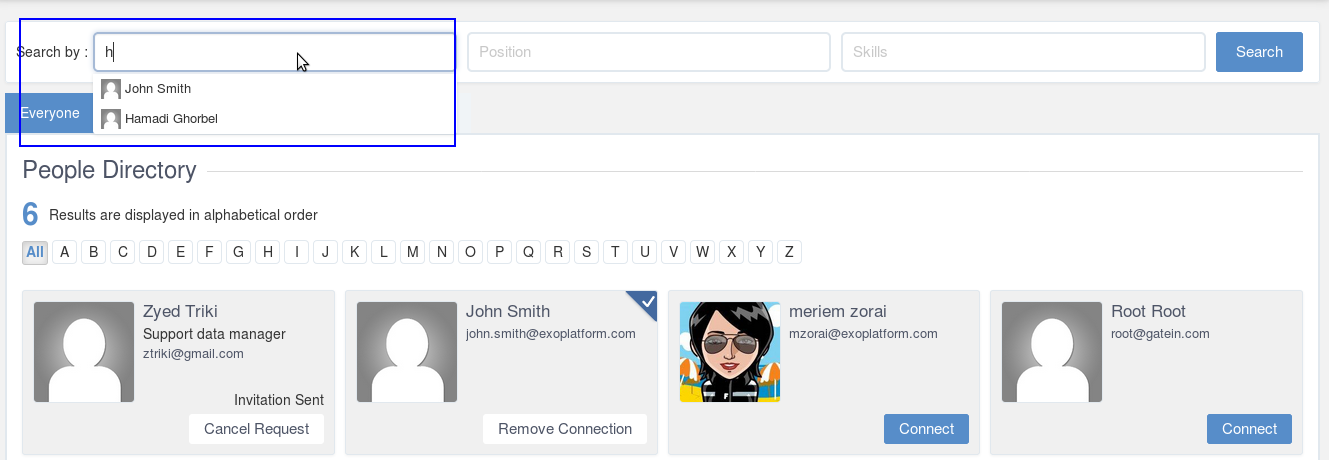 Search by : h Position Skills Search
John Smith
Hamadi Ghorbel
Everyone
People Directory
6 Results are displayed in alphabetical order
All A B C D E F G H I J K L M N O P Q R S T U V W X Y Z
Zyed Triki
Support data manager
ztriki@gmail.com
Invitation Sent
Cancel Request
John Smith
john.smith@exoplatform.com
Remove Connection
meriem zorai
mzorai@exoplatform.com
Connect
Root Root
root@gatein.com
Connect